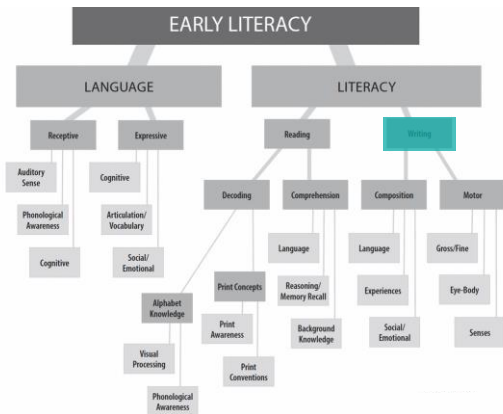 EARLY LITERACY
LANGUAGE
LITERACY
Receptive
Expressive
Reading
Writing
Auditory
Sense
Phonological
Awareness
Cognitive
Cognitive
Articulation/
Vocabulary
Social/
Emotional
Decoding
Comprehension
Composition
Motor
Alphabet
Knowledge
Visual
Processing
Phonological
Awareness
Print Concepts
Print
Awareness
Print
Conventions
Language
Reasoning/
Memory Recall
Background
Knowledge
Language
Experiences
Social/
Emotional
Gross/Fine
Eye-Body
Senses